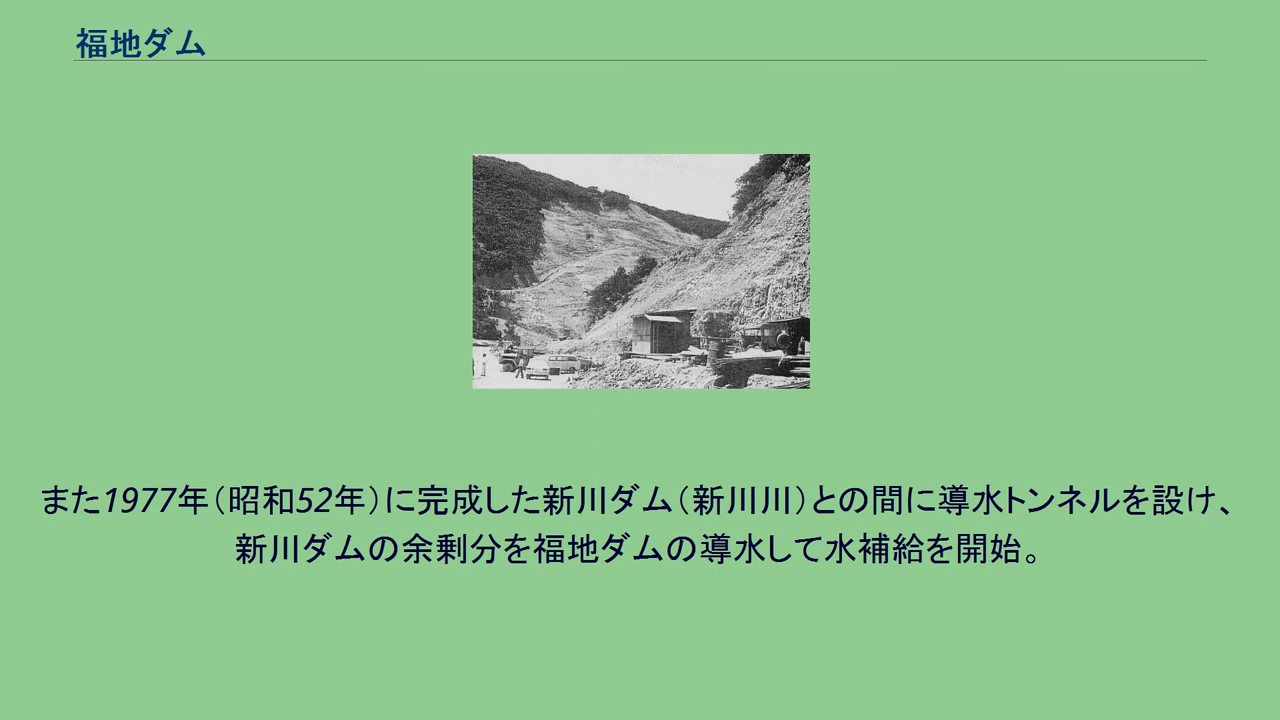 福地ダム
また1977年（昭和52年）に完成した新川ダム（新川川）との間に導水トンネルを設け、
新川ダムの余剰分を福地ダムの導水して水補給を開始。